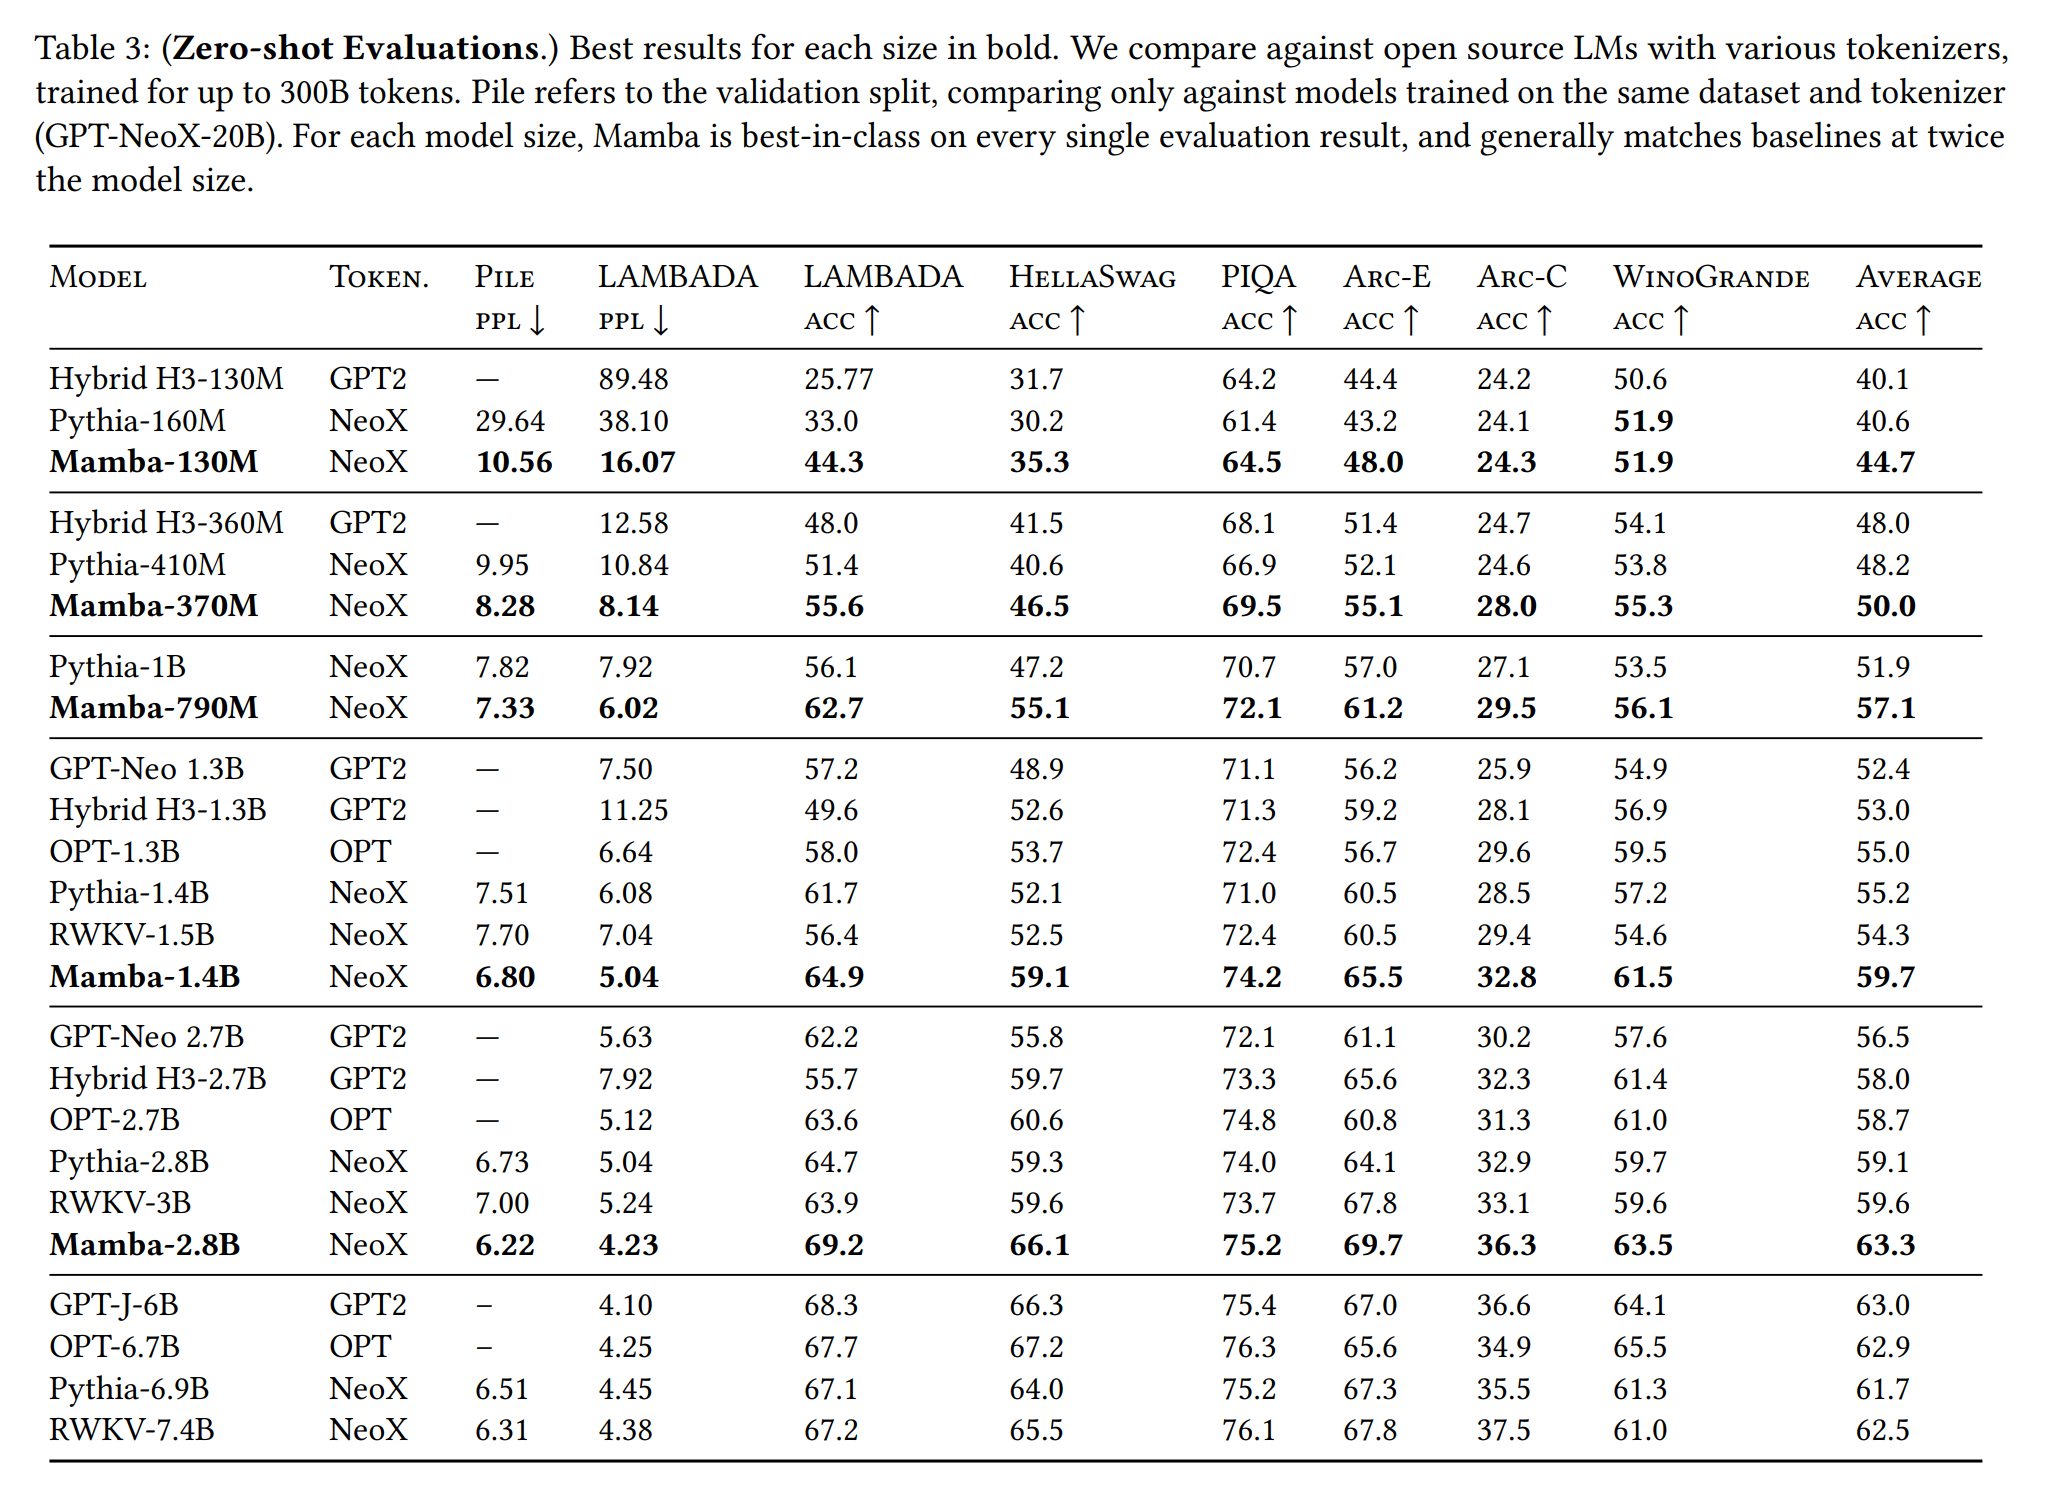 Table 3: (Zero-shot Evaluations.) Best results for each size in bold. We compare against open source LMs with various tokenizers,
trained for up to 300B tokens. Pile refers to the validation split, comparing only against models trained on the same dataset and tokenizer
(GPT-NeoX-20B). For each model size, Mamba is best-in-class on every single evaluation result, and generally matches baselines at twice
the model size.
Model Token. Pile LAMBADA LAMBADA HellaSwag PIQA Arc-E Arc-C WinoGrande Average
ppl ↓ ppl ↓ acc ↑ acc ↑ acc ↑ acc ↑ acc ↑ acc ↑ acc ↑
Hybrid H3-130M GPT2 — 89.48 25.77 31.7 64.2 44.4 24.2 50.6 40.1
Pythia-160M NeoX 29.64 38.10 33.0 30.2 61.4 43.2 24.1 51.9 40.6
Mamba-130M NeoX 10.56 16.07 44.3 35.3 64.5 48.0 24.3 51.9 44.7
Hybrid H3-360M GPT2 — 12.58 48.0 41.5 68.1 51.4 24.7 54.1 48.0
Pythia-410M NeoX 9.95 10.84 51.4 40.6 66.9 52.1 24.6 53.8 48.2
Mamba-370M NeoX 8.28 8.14 55.6 46.5 69.5 55.1 28.0 55.3 50.0
Pythia-1B NeoX 7.82 7.92 56.1 47.2 70.7 57.0 27.1 53.5 51.9
Mamba-790M NeoX 7.33 6.02 62.7 55.1 72.1 61.2 29.5 56.1 57.1
GPT-Neo 1.3B GPT2 — 7.50 57.2 48.9 71.1 56.2 25.9 54.9 52.4
Hybrid H3-1.3B GPT2 — 11.25 49.6 52.6 71.3 59.2 28.1 56.9 53.0
OPT-1.3B OPT — 6.64 58.0 53.7 72.4 56.7 29.6 59.5 55.0
Pythia-1.4B NeoX 7.51 6.08 61.7 52.1 71.0 60.5 28.5 57.2 55.2
RWKV-1.5B NeoX 7.70 7.04 56.4 52.5 72.4 60.5 29.4 54.6 54.3
Mamba-1.4B NeoX 6.80 5.04 64.9 59.1 74.2 65.5 32.8 61.5 59.7
GPT-Neo 2.7B GPT2 — 5.63 62.2 55.8 72.1 61.1 30.2 57.6 56.5
Hybrid H3-2.7B GPT2 — 7.92 55.7 59.7 73.3 65.6 32.3 61.4 58.0
OPT-2.7B OPT — 5.12 63.6 60.6 74.8 60.8 31.3 61.0 58.7
Pythia-2.8B NeoX 6.73 5.04 64.7 59.3 74.0 64.1 32.9 59.7 59.1
RWKV-3B NeoX 7.00 5.24 63.9 59.6 73.7 67.8 33.1 59.6 59.6
Mamba-2.8B NeoX 6.22 4.23 69.2 66.1 75.2 69.7 36.3 63.5 63.3
GPT-J-6B GPT2 – 4.10 68.3 66.3 75.4 67.0 36.6 64.1 63.0
OPT-6.7B OPT – 4.25 67.7 67.2 76.3 65.6 34.9 65.5 62.9
Pythia-6.9B NeoX 6.51 4.45 67.1 64.0 75.2 67.3 35.5 61.3 61.7
RWKV-7.4B NeoX 6.31 4.38 67.2 65.5 76.1 67.8 37.5 61.0 62.5